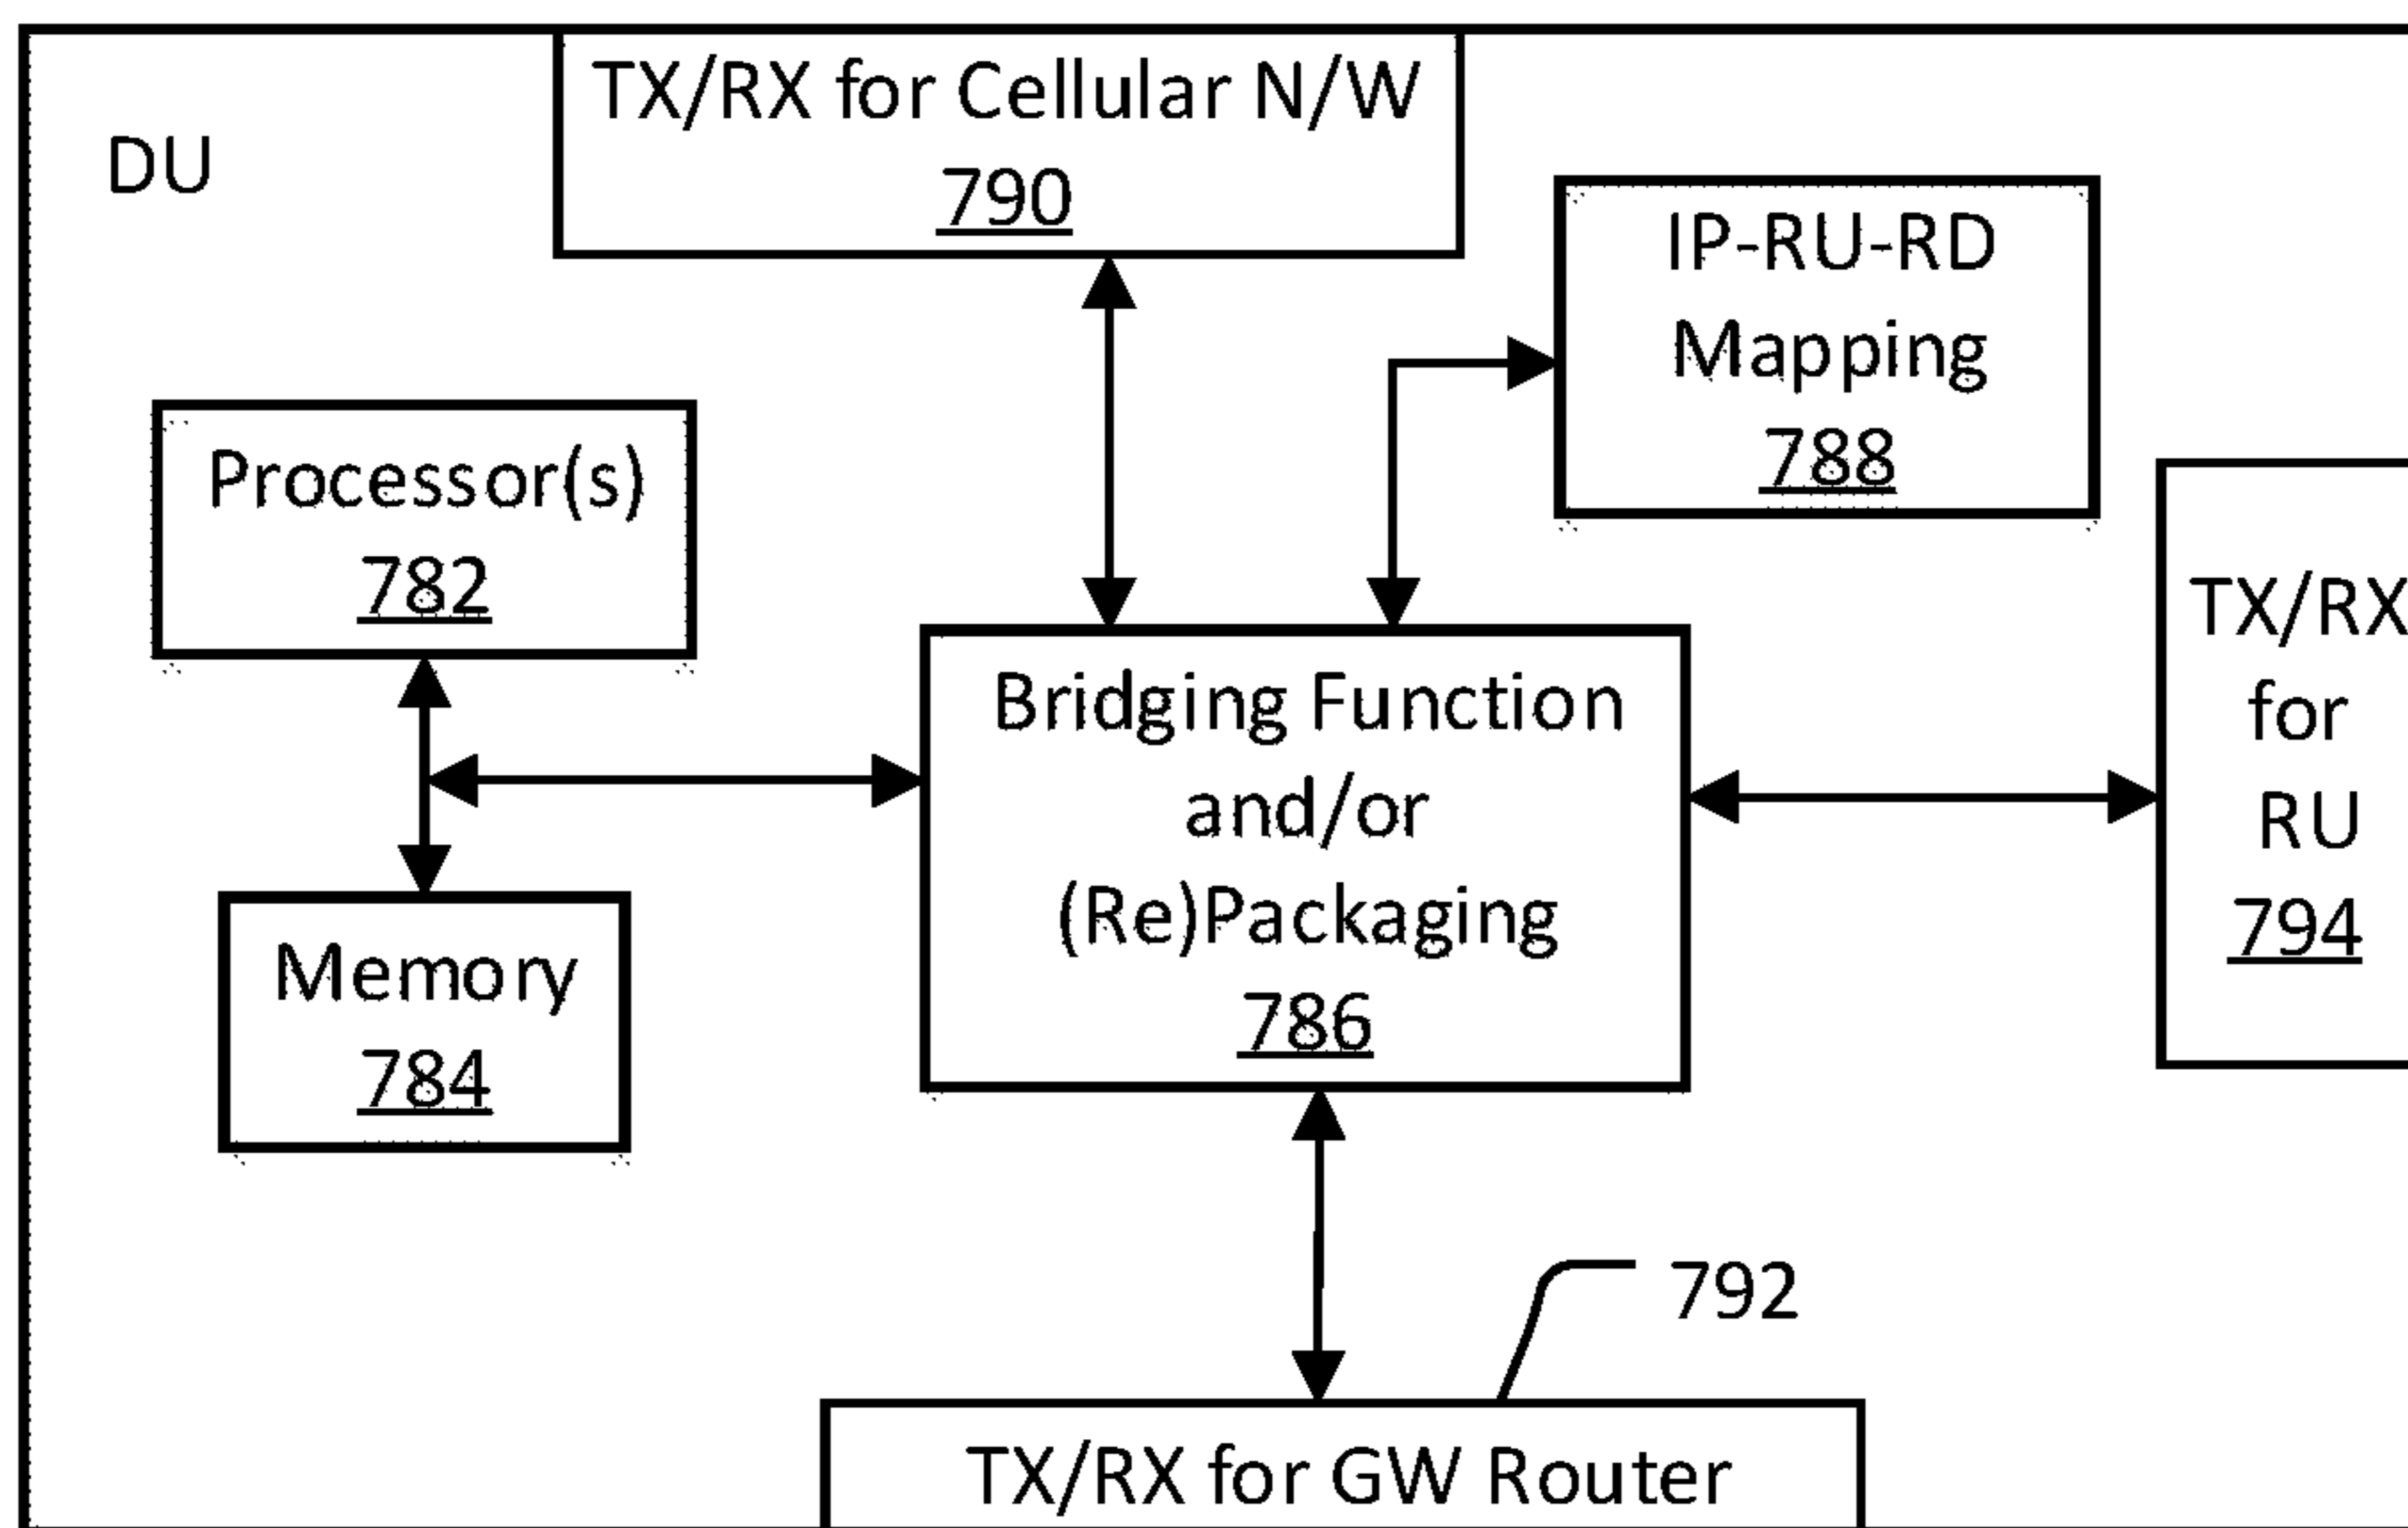 TX/RX for Cellular N/W
790
DU
IP-RU-RD
Mapping
788
Processor(s)
782
TX/RX
for
RU
794
Bridging Function
and/or
(Re)Packaging
786
Memory
784
792
TX/RX for GW Router